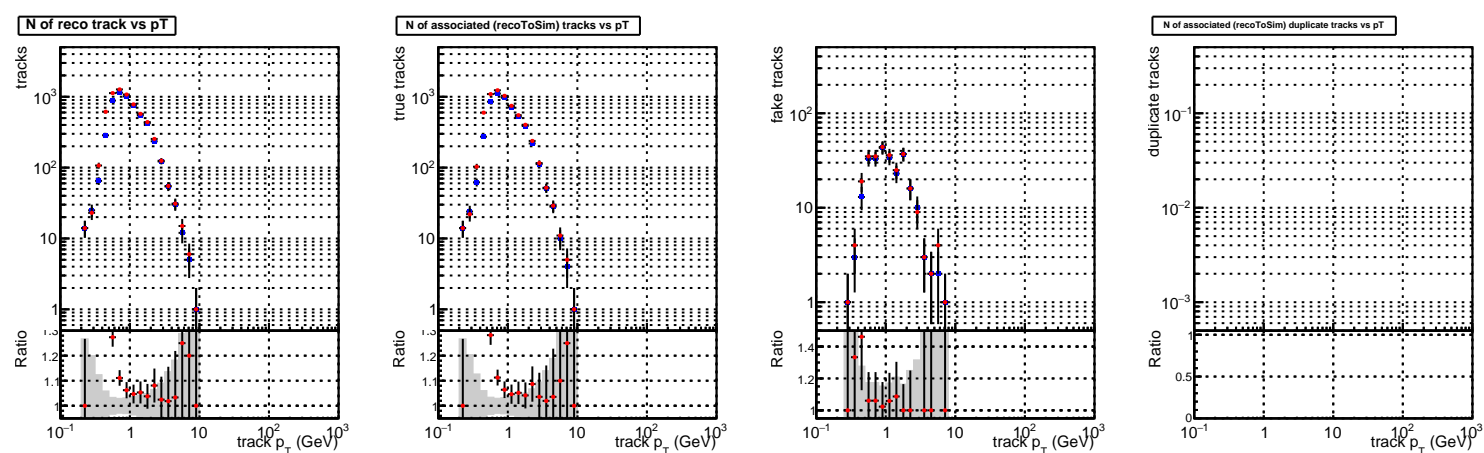 N of reco track vs pT
tracks
10³
10²
10
1
Ratio
1.3
1.2
1.1
1
10⁻¹ 1 10 10² 10³
track p_T (GeV)
N of associated (recoToSim) tracks vs pT
true tracks
10³
10²
10
1
Ratio
1.3
1.2
1.1
1
10⁻¹ 1 10 10² 10³
track p_T (GeV)
fake tracks
10²
10
1
Ratio
1.4
1.2
1
10⁻¹ 1 10 10² 10³
track p_T (GeV)
N of associated (recoToSim) duplicate tracks vs pT
duplicate tracks
10⁻¹
10⁻²
10⁻³
Ratio
1
0.5
0
10⁻¹ 1 10 10² 10³
track p_T (GeV)